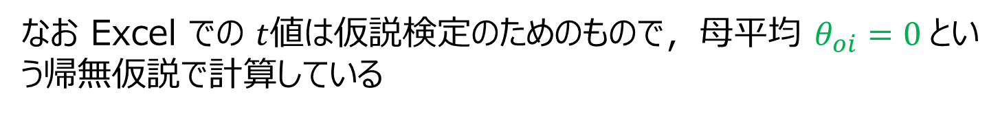 なお Excel での 𝑡値は仮説検定のためのもので，母平均 𝜃𝑜𝑖 = 0 とい
う帰無仮説で計算している